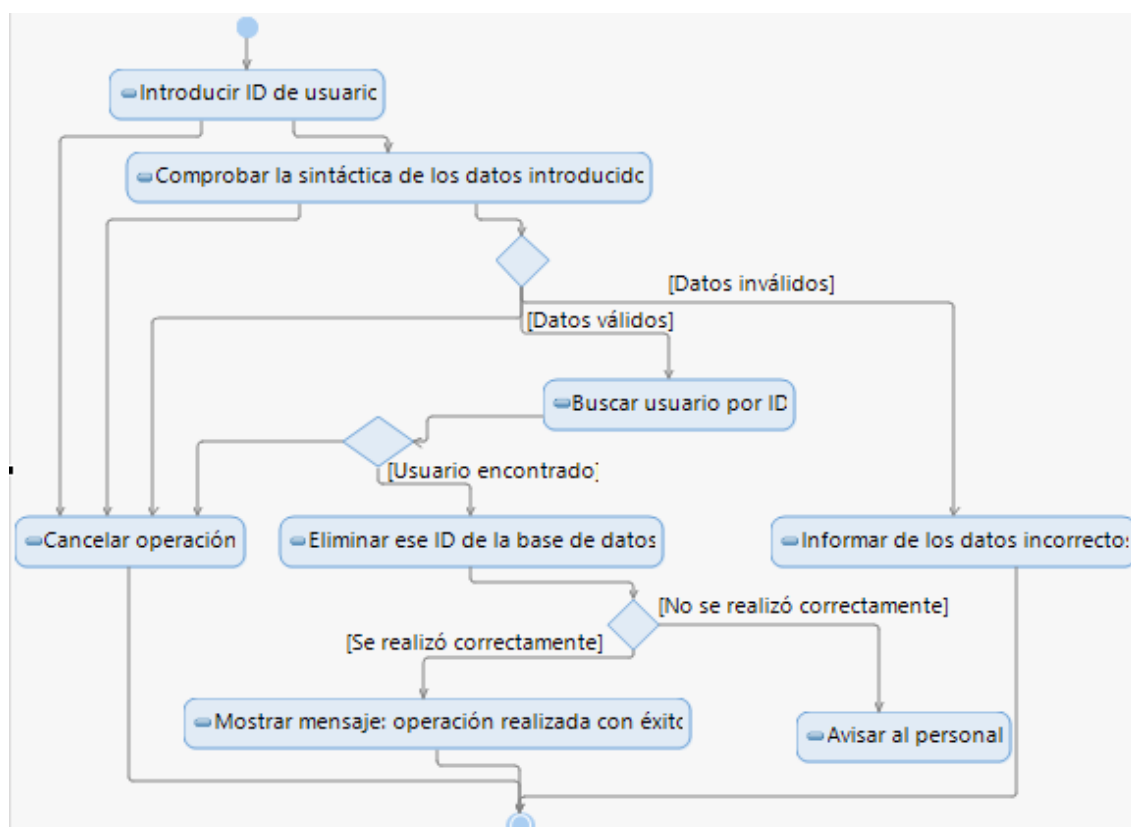 Introducir ID de usuaric
Comprobar la sintáctica de los datos introducidc
[Datos inválidos]
[Datos válidos]
Buscar usuario por ID
[Usuario encontrado]
Cancelar operación
Eliminar ese ID de la base de datos
Informar de los datos incorrecto:
[No se realizó correctamente]
[Se realizó correctamente]
Mostrar mensaje: operación realizada con éxito
Avisar al personal